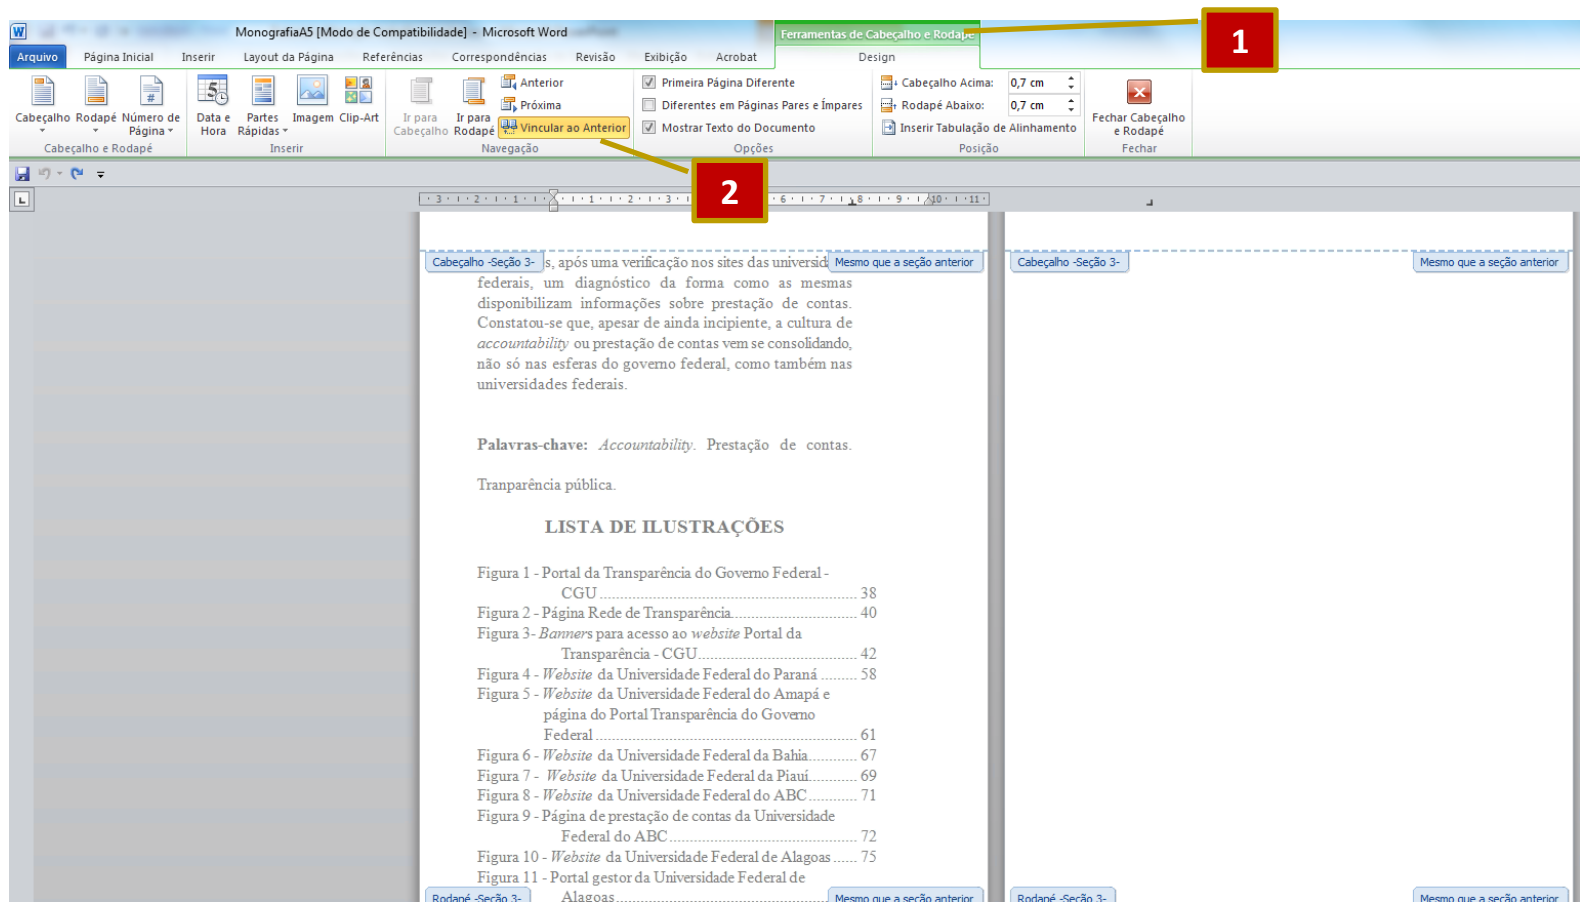 MonografiaA5 [Modo de Compatibilidade] - Microsoft Word
Ferramentas de Cabeçalho e Rodapé
1
Arquivo Página Inicial Inserir Layout da Página Referências Correspondências Revisão Exibição Acrobat Design
Cabeçalho Rodapé Número de Página
Data e Hora Partes Rápidas Imagem Clip-Art
Ir para Cabeçalho Ir para Rodapé
Anterior
Próxima
Vincular ao Anterior
Primeira Página Diferente
Diferentes em Páginas Pares e Ímpares
Mostrar Texto do Documento
Cabeçalho Acima: 0,7 cm
Rodapé Abaixo: 0,7 cm
Inserir Tabulação de Alinhamento
Fechar Cabeçalho e Rodapé
Cabeçalho e Rodapé Inserir Navegação Opções Posição Fechar
2
L
3 2 1 1 2 3 6 7 8 9 10 11
Cabeçalho -Seção 3- s, após uma verificação nos sites das Mesmo que a seção anterior
Cabeçalho -Seção 3- Mesmo que a seção anterior
federais, um diagnóstico da forma como as mesmas
disponibilizam informações sobre prestação de contas.
Constatou-se que, apesar de ainda incipiente, a cultura de
accountability ou prestação de contas vem se consolidando,
não só nas esferas do governo federal, como também nas
universidades federais.
Palavras-chave: Accountability. Prestação de contas.
Tranparência pública.
LISTA DE ILUSTRAÇÕES
Figura 1 - Portal da Transparência do Governo Federal -
CGU 38
Figura 2 - Página Rede de Transparência 40
Figura 3- Banners para acesso ao website Portal da
Transparência - CGU 42
Figura 4 - Website da Universidade Federal do Paraná 58
Figura 5 - Website da Universidade Federal do Amapá e
página do Portal Transparência do Governo
Federal 61
Figura 6 - Website da Universidade Federal da Bahia 67
Figura 7 - Website da Universidade Federal da Piauí 69
Figura 8 - Website da Universidade Federal do ABC 71
Figura 9 - Página de prestação de contas da Universidade
Federal do ABC 72
Figura 10 - Website da Universidade Federal de Alagoas 75
Figura 11 - Portal gestor da Universidade Federal de
Rodapé -Seção 3- Alagoas Mesmo que a seção anterior
Rodapé -Seção 3- Mesmo que a seção anterior